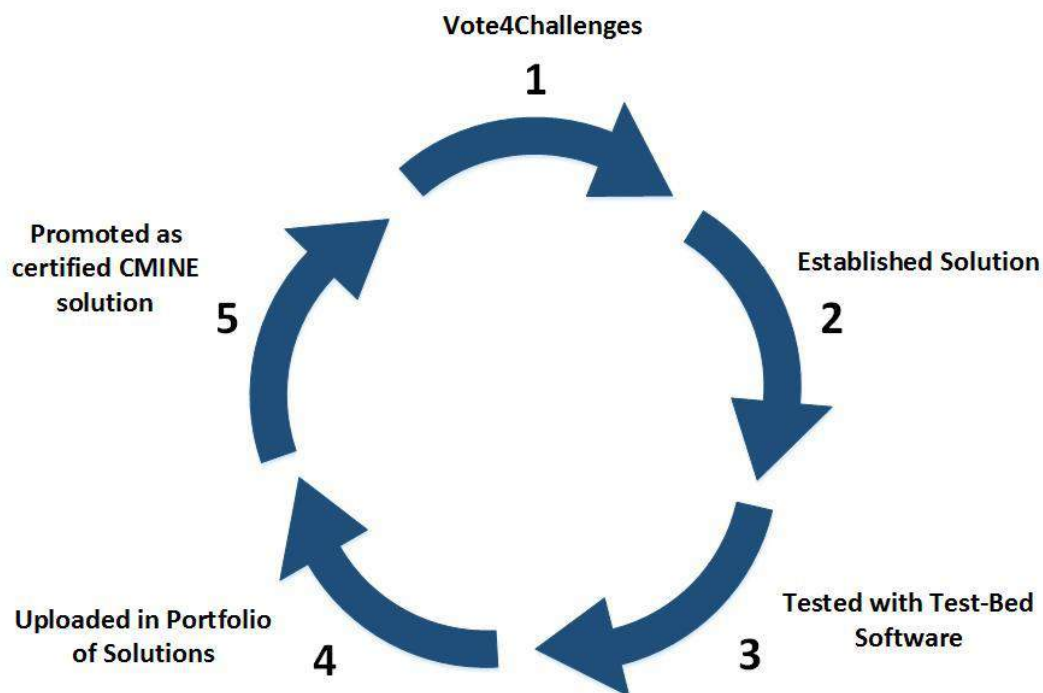 Vote4Challenges
1
Established Solution
2
Tested with Test-Bed
Software
3
Uploaded in Portfolio
of Solutions
4
Promoted as
certified CMINE
solution
5